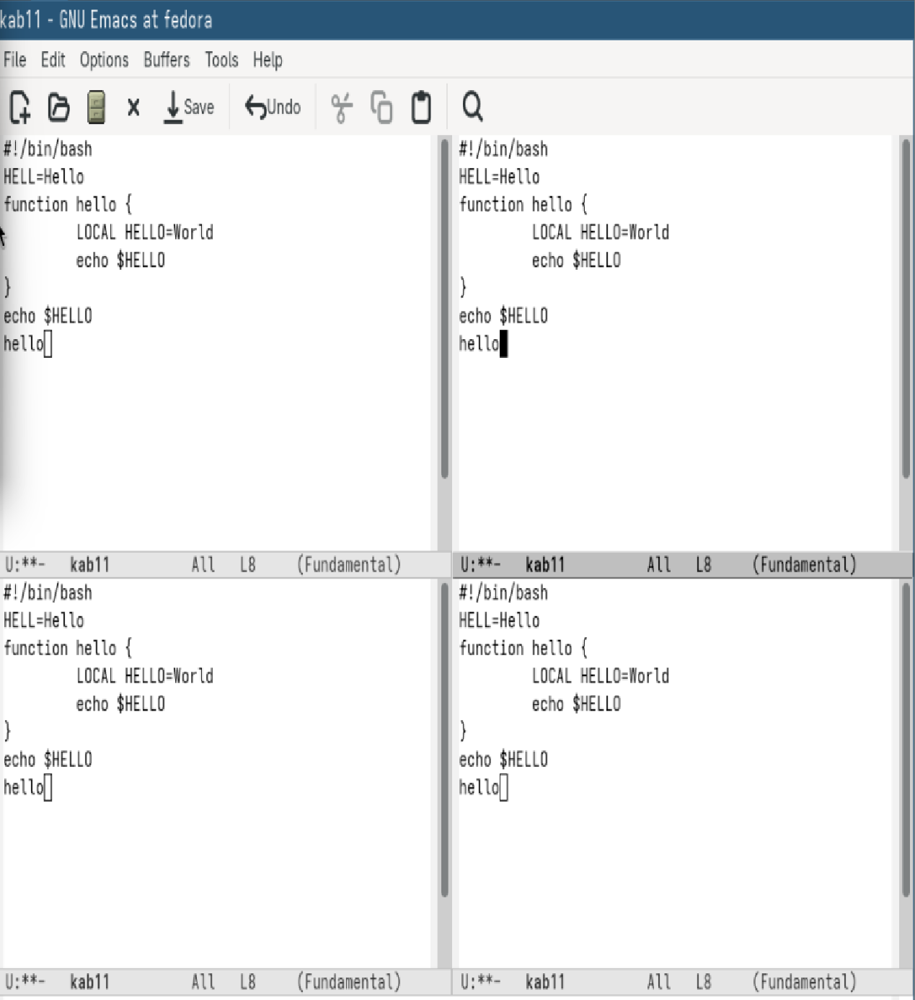 kab11 - GNU Emacs at fedora
File Edit Options Buffers Tools Help
Save Undo
#!/bin/bash
HELL=Hello
function hello {
LOCAL HELLO=World
echo $HELLO
}
echo $HELLO
hello
U:**- kab11 All L8 (Fundamental)
#!/bin/bash
HELL=Hello
function hello {
LOCAL HELLO=World
echo $HELLO
}
echo $HELLO
hello
U:**- kab11 All L8 (Fundamental)
#!/bin/bash
HELL=Hello
function hello {
LOCAL HELLO=World
echo $HELLO
}
echo $HELLO
hello
U:**- kab11 All L8 (Fundamental)
#!/bin/bash
HELL=Hello
function hello {
LOCAL HELLO=World
echo $HELLO
}
echo $HELLO
hello
U:**- kab11 All L8 (Fundamental)